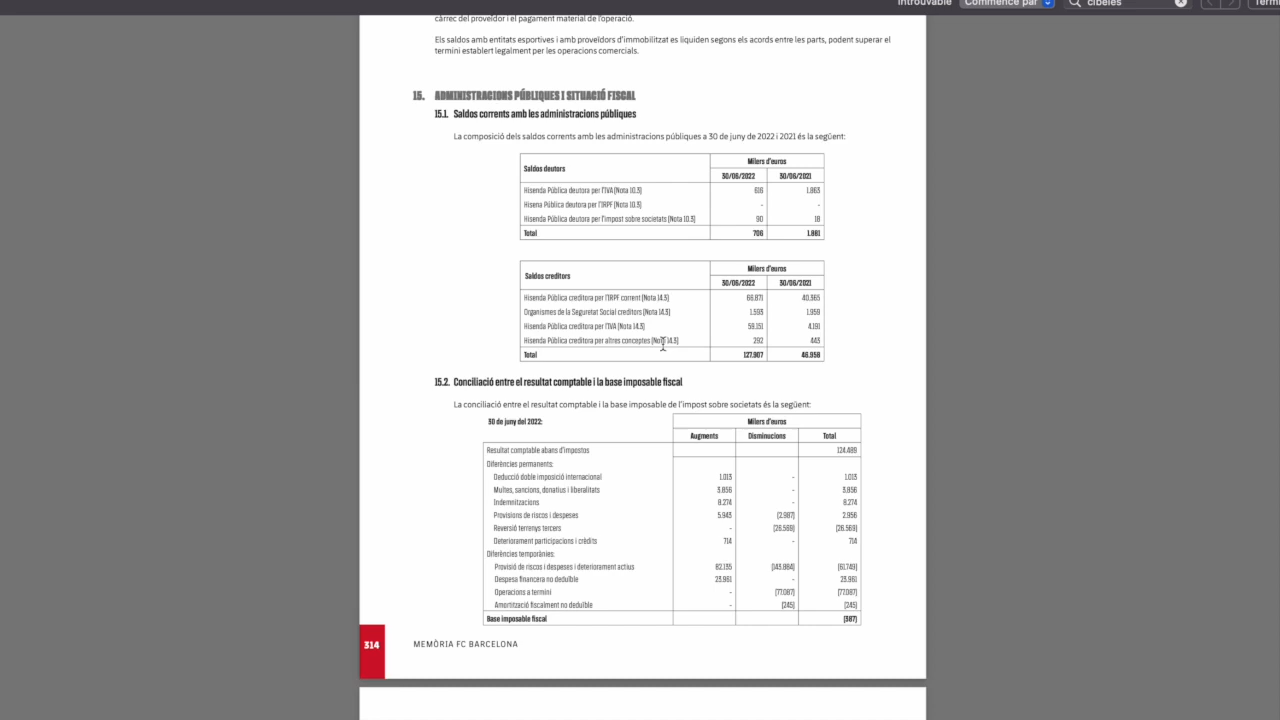 Introuvable Commence par cibeles Term
càrrec del proveïdor i el pagament material de l'operació.
Els saldos amb entitats esportives i amb proveïdors d'immobilitzat es liquiden segons els acords entre les parts, podent superar el
termini establert legalment per les operacions comercials.
15. ADMINISTRACIONS PÚBLIQUES I SITUACIÓ FISCAL
15.1. Saldos corrents amb les administracions públiques
La composició dels saldos corrents amb les administracions públiques a 30 de juny de 2022 i 2021 és la següent:
Saldos deutors Milers d'euros
30/06/2022 30/06/2021
Hisenda Pública deutora per l'IVA (Nota 10.3) 616 1.863
Hisena Pública deutora per l'IRPF (Nota 10.3) - -
Hisenda Pública deutora per l'impost sobre societats (Nota 10.3) 90 18
Total 706 1.881
Saldos creditors Milers d'euros
30/06/2022 30/06/2021
Hisenda Pública creditora per l'IRPF corrent (Nota 14.3) 66.871 40.365
Organismes de la Seguretat Social creditors (Nota 14.3) 1.593 1.959
Hisenda Pública creditora per l'IVA (Nota 14.3) 59.151 4.191
Hisenda Pública creditora per altres conceptes (Nota 14.3) 292 443
Total 127.907 46.958
15.2. Conciliació entre el resultat comptable i la base imposable fiscal
La conciliació entre el resultat comptable i la base imposable de l'impost sobre societats és la següent:
30 de juny del 2022: Milers d'euros
Augments Disminucions Total
Resultat comptable abans d'impostos 124.499
Diferències permanents:
Deducció doble imposició internacional 1.013 - 1.013
Multes, sancions, donatius i liberalitats 3.856 - 3.856
Indemnitzacions 8.274 - 8.274
Provisions de riscos i despeses 5.943 (2.987) 2.956
Reversió terrenys tercers - (26.569) (26.569)
Deteriorament participacions i crèdits 714 - 714
Diferències temporànies:
Provisió de riscos i despeses i deteriorament actius 82.135 (143.884) (61.749)
Despesa financera no deduïble 23.961 - 23.961
Operacions a termini - (77.087) (77.087)
Amortització fiscalment no deduïble - (245) (245)
Base imposable fiscal (387)
314 MEMÒRIA FC BARCELONA